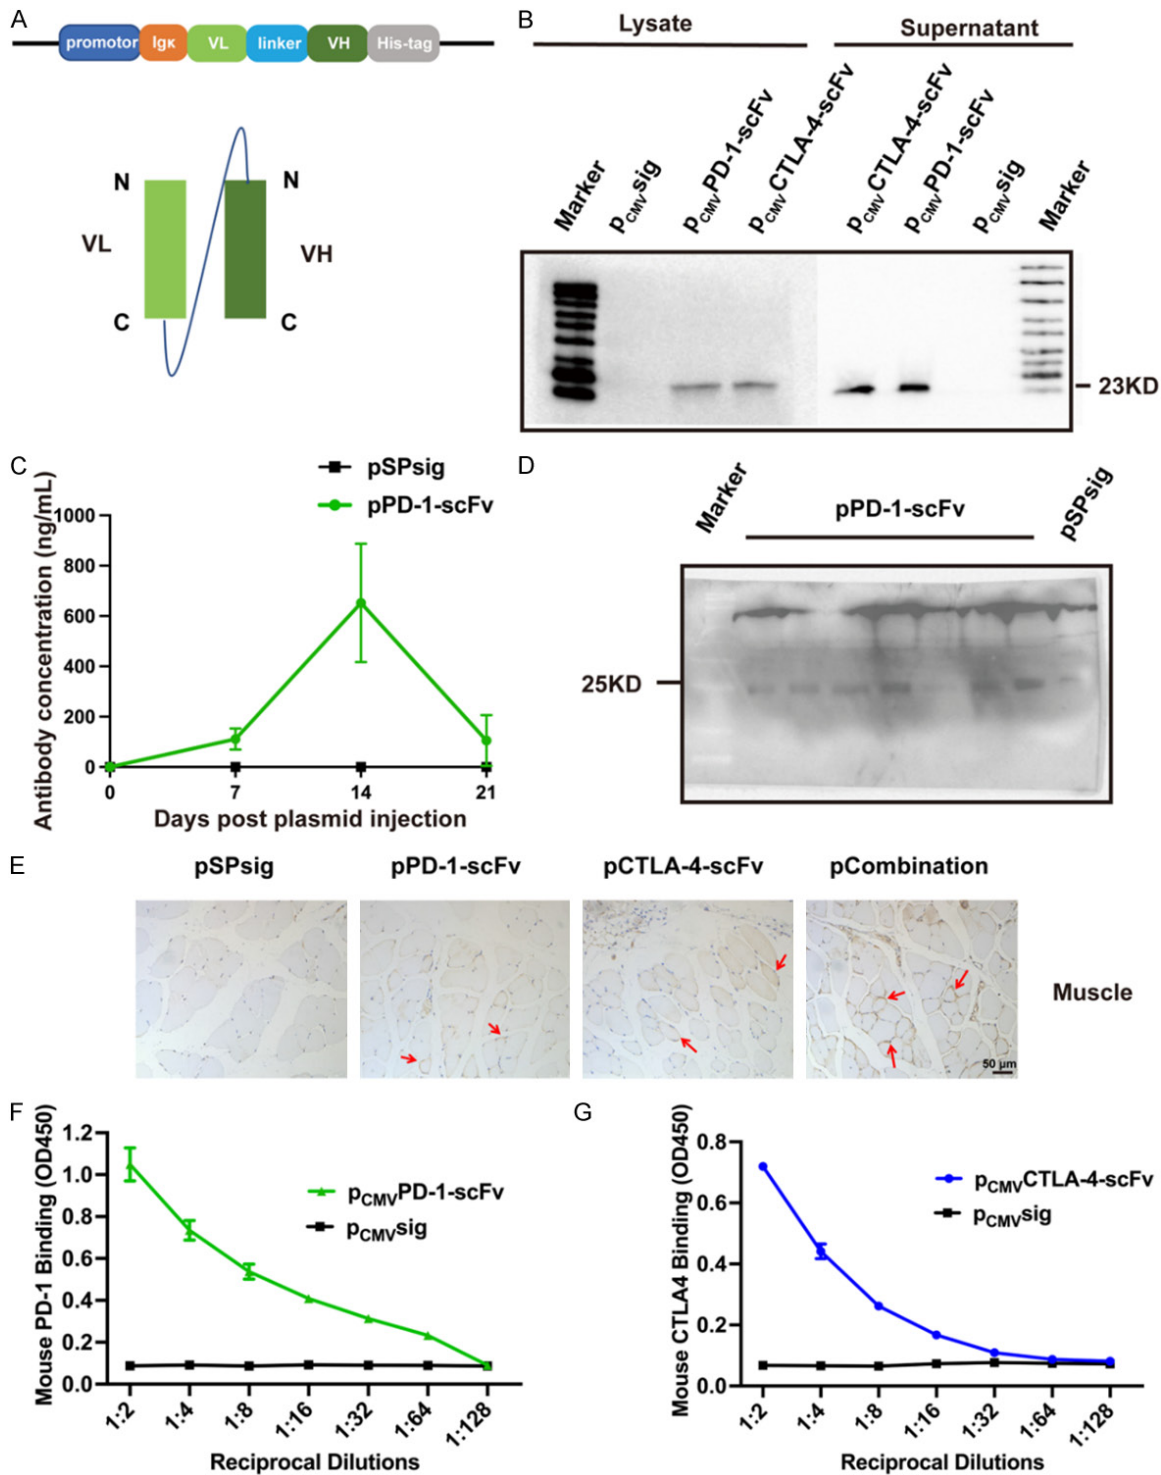 A
promotor Igκ VL linker VH His-tag
N N
VL VH
C C
B
Lysate Supernatant
Marker
pCMVsig
pCMVPD-1-scFv
pCMVCTLA-4-scFv
pCMVCTLA-4-scFv
pCMVPD-1-scFv
pCMVsig
Marker
23KD
C
pSPsig
pPD-1-scFv
Antibody concentration (ng/mL)
1000
800
600
400
200
0
0 7 14 21
Days post plasmid injection
D
Marker
pPD-1-scFv
pSPsig
25KD
E
pSPsig pPD-1-scFv pCTLA-4-scFv pCombination
Muscle
50 µm
F
Mouse PD-1 Binding (OD450)
1.2
1.0
0.8
0.6
0.4
0.2
0.0
pCMVPD-1-scFv
pCMVsig
1:2 1:4 1:8 1:16 1:32 1:64 1:128
Reciprocal Dilutions
G
Mouse CTLA4 Binding (OD450)
0.8
0.6
0.4
0.2
0.0
pCMVCTLA-4-scFv
pCMVsig
1:2 1:4 1:8 1:16 1:32 1:64 1:128
Reciprocal Dilutions